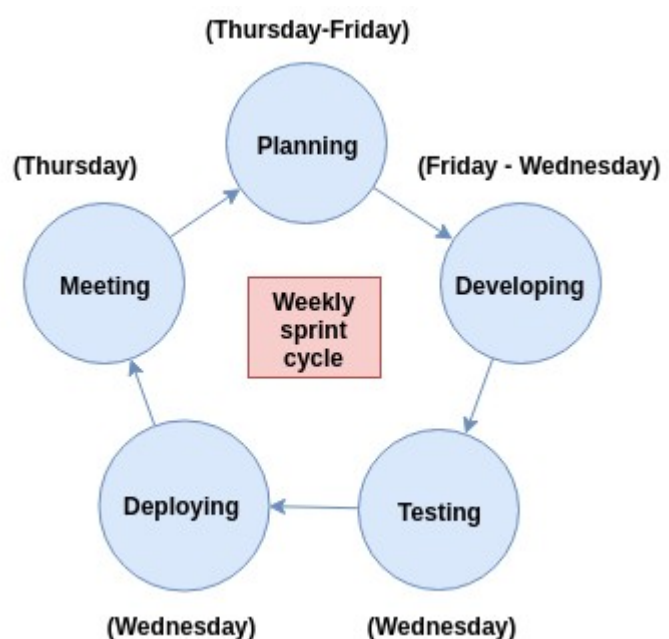 (Thursday-Friday)
Planning
(Thursday)
(Friday - Wednesday)
Meeting
Developing
Weekly
sprint
cycle
Deploying
Testing
(Wednesday)
(Wednesday)